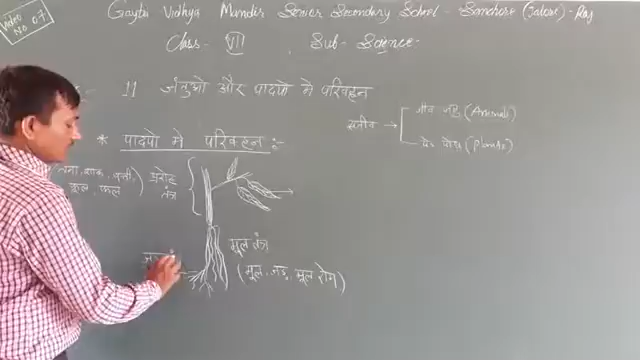 Video No 07
Gaytri Vidhya Mandir Senior Secondary School - Sanchore (Jalore) - Raj
Class - VII , Sub - Science -
11 जंतुओ और पादपो मे परिवहन
सजीव → जीव जंतु (Animals)
पेड़ पौधे (plants)
* पादपो मे परिवहन :-
(तना, शाक, पत्ती प्ररोह
फूल, फल) तंत्र
मूल तंत्र
(मूल, जड़, मूल रोम)